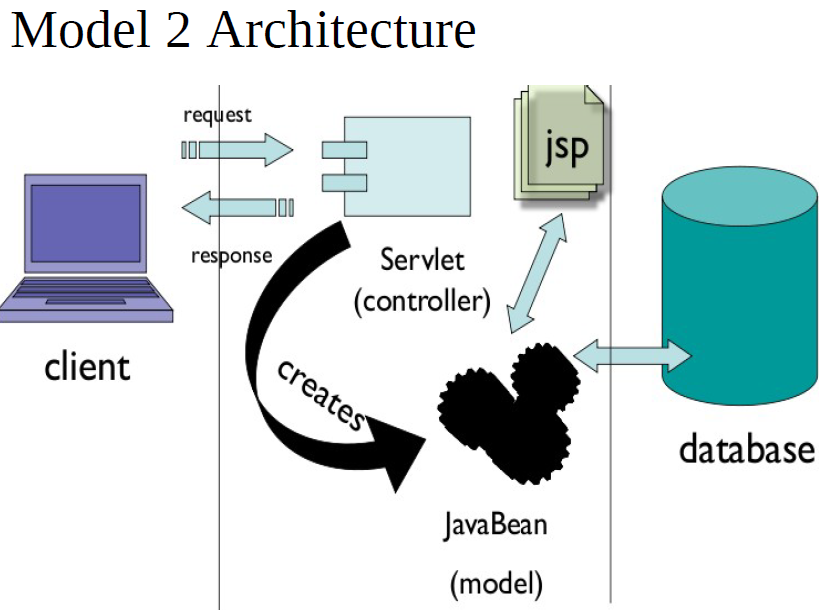 Model 2 Architecture
request
jsp
response
Servlet
(controller)
client
creates
database
JavaBean
(model)